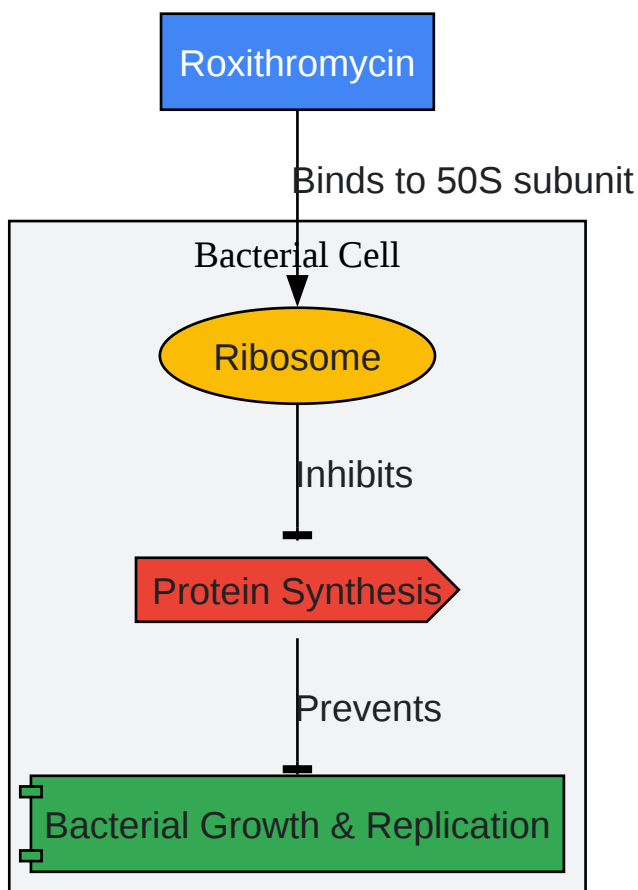 Roxithromycin
Binds to 50S subunit
Bacterial Cell
Ribosome
Inhibits
Protein Synthesis
Prevents
Bacterial Growth & Replication